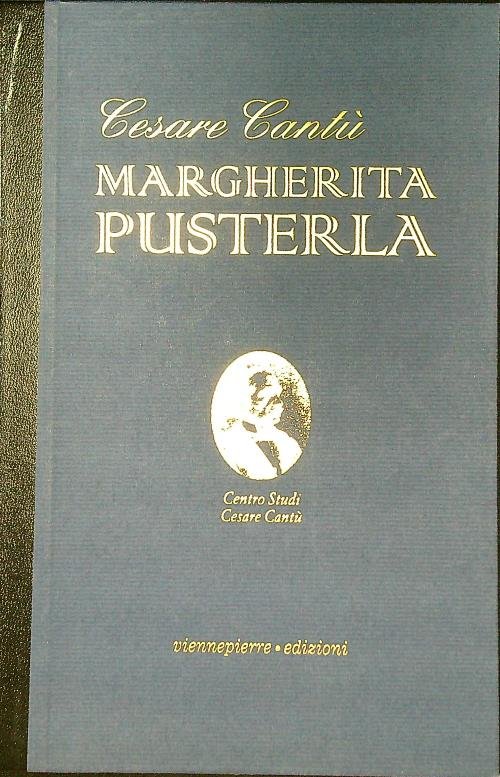 Cesare Cantù
MARGHERITA
PUSTERLA
Centro Studi
Cesare Cantù
viennepierre • edizioni